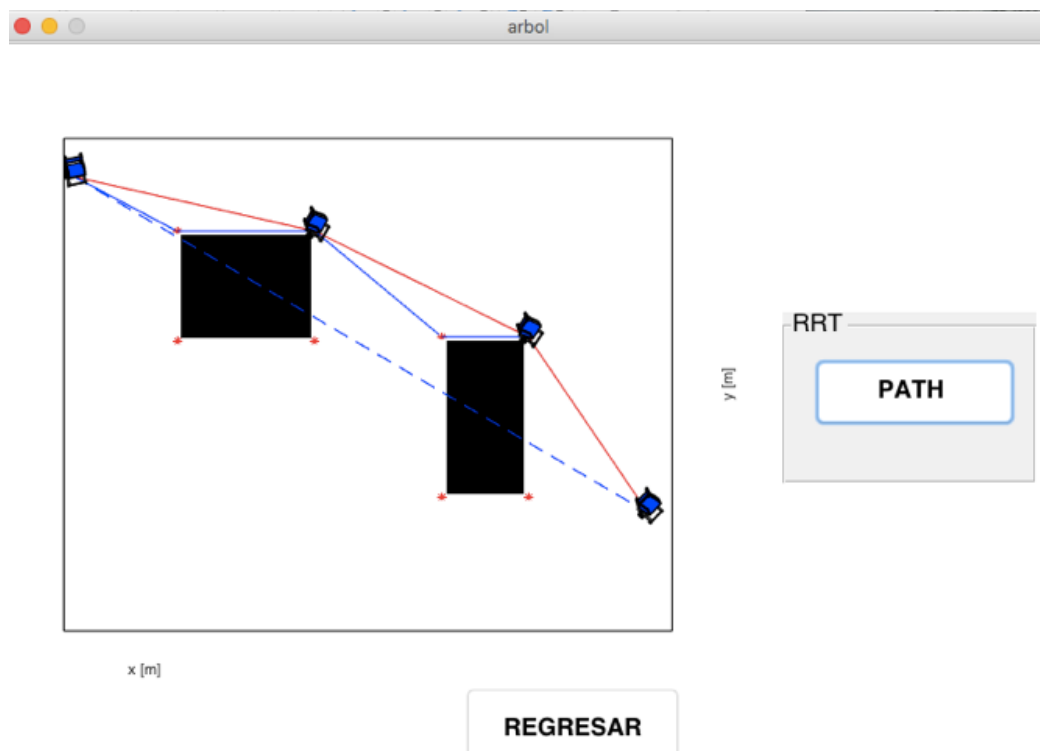 arbol
RRT
PATH
y [m]
x [m]
REGRESAR